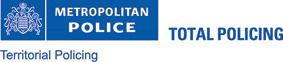 METROPOLITAN
POLICE
TOTAL POLICING
Territorial Policing